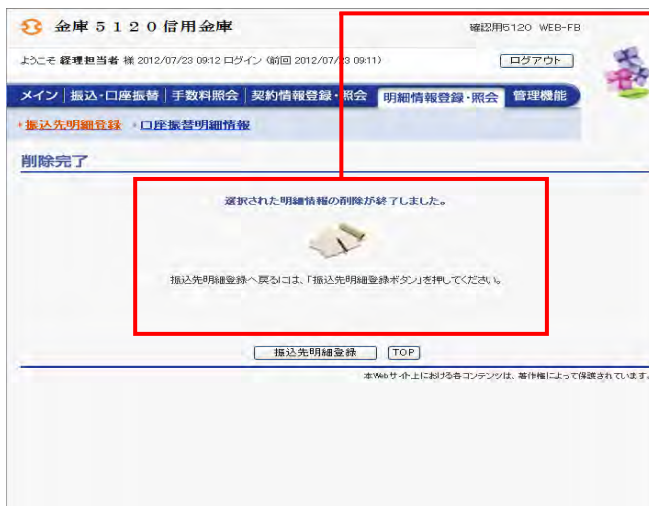 金庫５１２０信用金庫
確認用5120 WEB-FB
ようこそ 経理担当者 様 2012/07/23 09:12 ログイン (前回 2012/07/23 09:11)
ログアウト
メイン 振込・口座振替 手数料照会 契約情報登録・照会 明細情報登録・照会 管理機能
振込先明細登録 口座振替明細情報
削除完了
選択された明細情報の削除が終了しました。
振込先明細登録へ戻るには、「振込先明細登録ボタン」を押してください。
振込先明細登録 TOP
本Webサイト上における各コンテンツは、著作権によって保護されています。